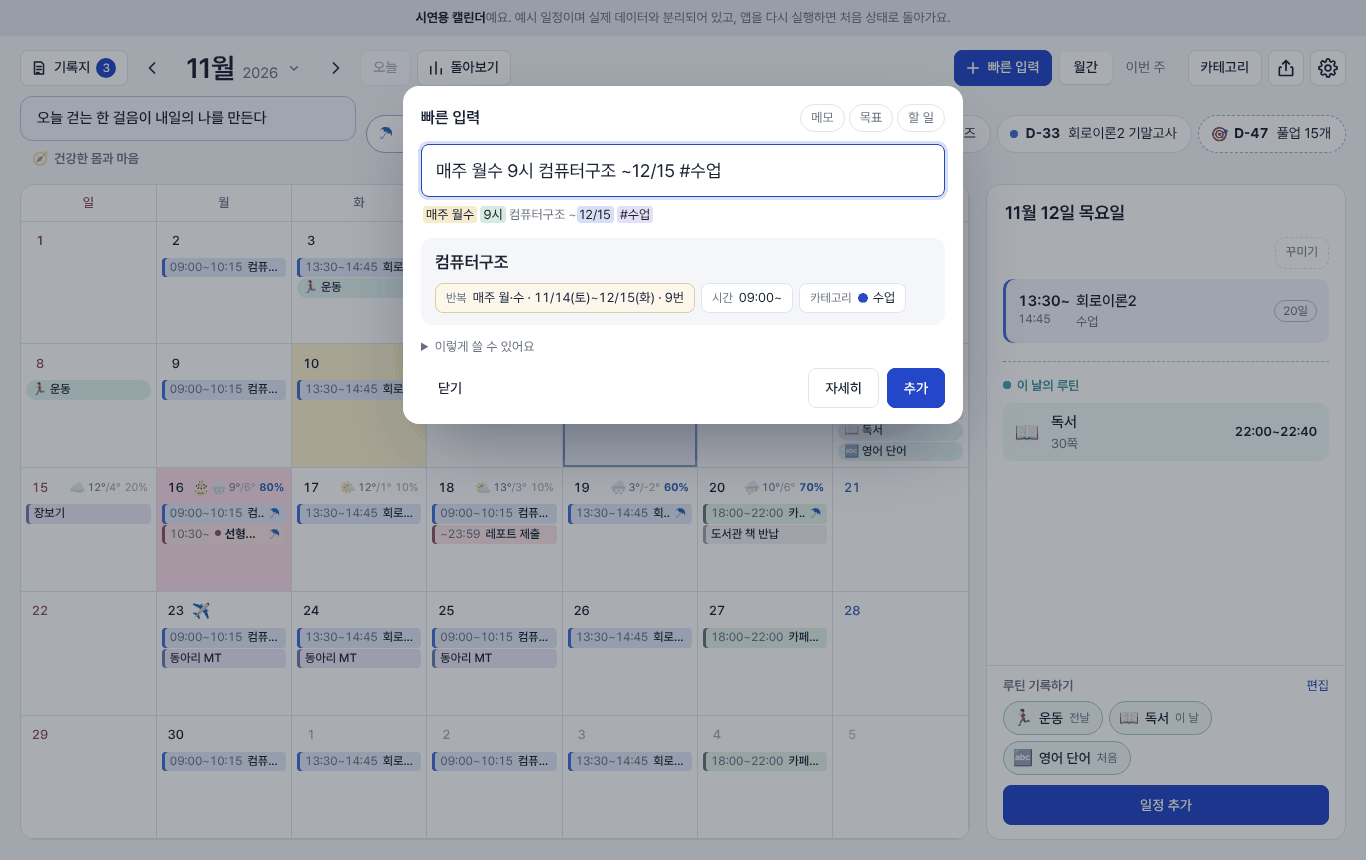 시연용 캘린더예요. 예시 일정이며 실제 데이터와 분리되어 있고, 앱을 다시 실행하면 처음 상태로 돌아가요.
기록지 3
11월 2026
오늘
돌아보기
+ 빠른 입력
월간
이번 주
카테고리
오늘 걷는 한 걸음이 내일의 나를 만든다
건강한 몸과 마음
D-33 회로이론2 기말고사
D-47 풀업 15개
빠른 입력
메모
목표
할 일
매주 월수 9시 컴퓨터구조 ~12/15 #수업
매주 월수 9시 컴퓨터구조 ~12/15 #수업
컴퓨터구조
반복 매주 월·수 · 11/14(토)~12/15(화) · 9번
시간 09:00~
카테고리 수업
이렇게 쓸 수 있어요
닫기
자세히
추가
일 월 화
1 2 3
09:00~10:15 컴퓨...
13:30~14:45 회로
운동
8 9 10
운동
09:00~10:15 컴퓨...
13:30~14:45 회로
독서
영어 단어
15 12°/4° 20%
장보기
16 9°/6° 80%
09:00~10:15 컴...
10:30~ 선형...
17 12°/1° 10%
13:30~14:45 회로...
18 13°/3° 10%
09:00~10:15 컴퓨...
~23:59 레포트 제출
19 3°/-2° 60%
13:30~14:45 회...
20 10°/6° 70%
18:00~22:00 카...
도서관 책 반납
21
22
23
09:00~10:15 컴퓨...
동아리 MT
24
13:30~14:45 회로...
동아리 MT
25
09:00~10:15 컴퓨...
동아리 MT
26
13:30~14:45 회로...
27
18:00~22:00 카페...
28
29
30
09:00~10:15 컴퓨...
1
13:30~14:45 회로...
2
09:00~10:15 컴퓨...
3
13:30~14:45 회로...
4
18:00~22:00 카페...
5
11월 12일 목요일
꾸미기
13:30~ 회로이론2
14:45 수업
20일
이 날의 루틴
독서
30쪽
22:00~22:40
루틴 기록하기
편집
운동 전날
독서 이 날
abc 영어 단어 처음
일정 추가